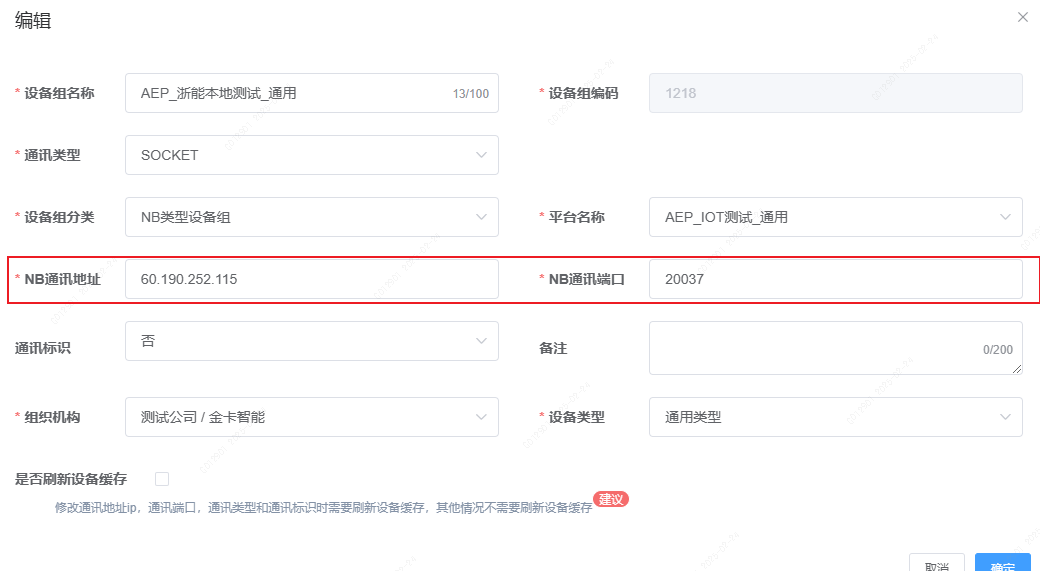 编辑
* 设备组名称 AEP_浙能本地测试_通用 13/100 * 设备组编码 1218
* 通讯类型 SOCKET
* 设备组分类 NB类型设备组 * 平台名称 AEP_IOT测试_通用
* NB通讯地址 60.190.252.115 * NB通讯端口 20037
通讯标识 否 备注 0/200
* 组织机构 测试公司 / 金卡智能 * 设备类型 通用类型
是否刷新设备缓存
修改通讯地址ip，通讯端口，通讯类型和通讯标识时需要刷新设备缓存，其他情况不需要刷新设备缓存 建议
取消 确定